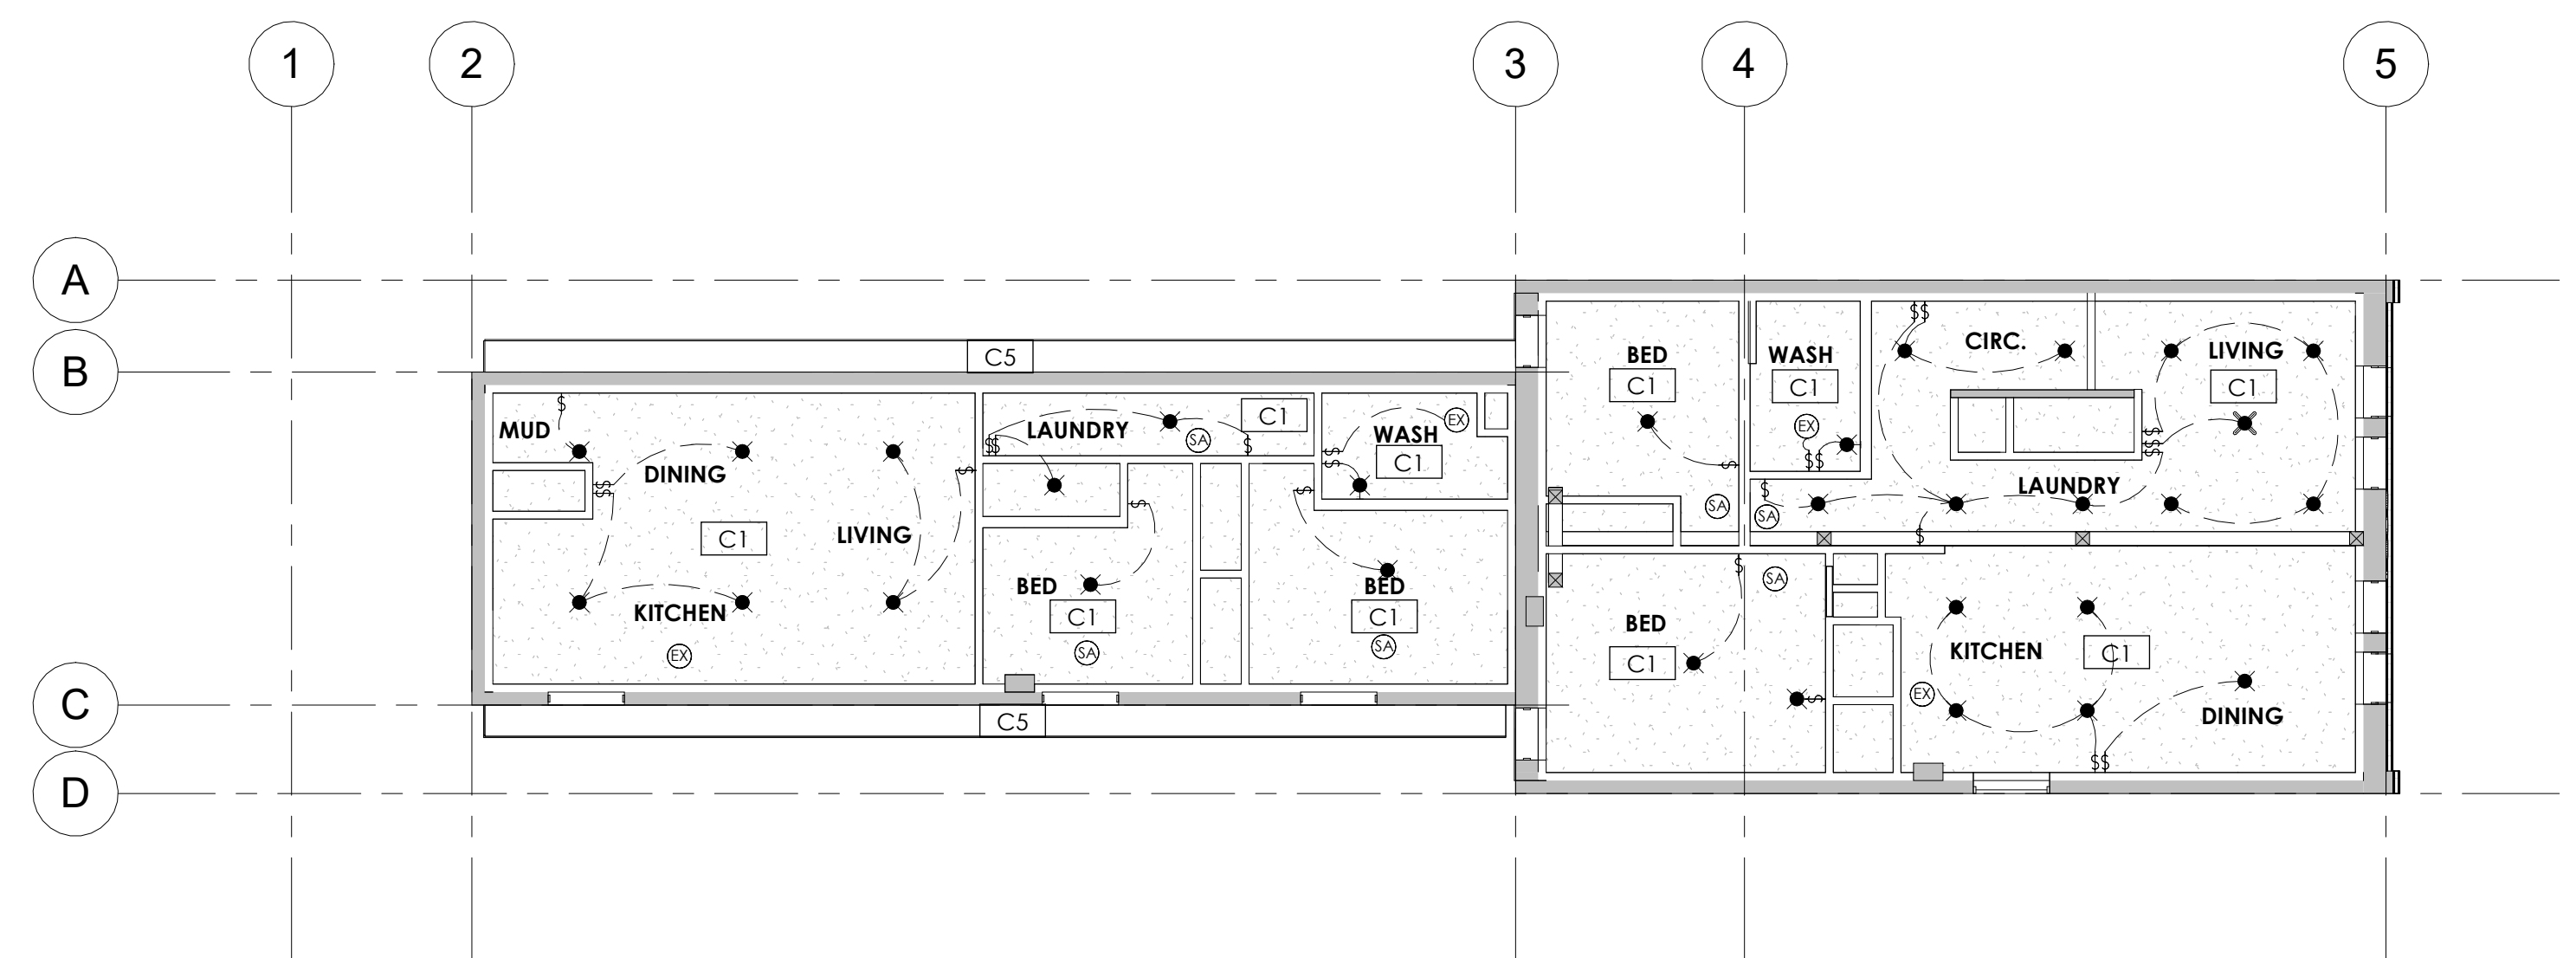 1 2 3 4 5
A
B
C
D
C5
MUD
DINING
C1
LIVING
KITCHEN
EX
$
$$
$
$$
LAUNDRY
SA
C1
$
$
BED
C1
SA
WASH
EX
C1
$
$
$
BED
C1
SA
C5
BED
C1
$
SA
WASH
C1
EX
$$
$$
CIRC.
LIVING
C1
$$
$
LAUNDRY
$
SA
$
BED
C1
$
SA
$
KITCHEN
C1
EX
DINING
$$